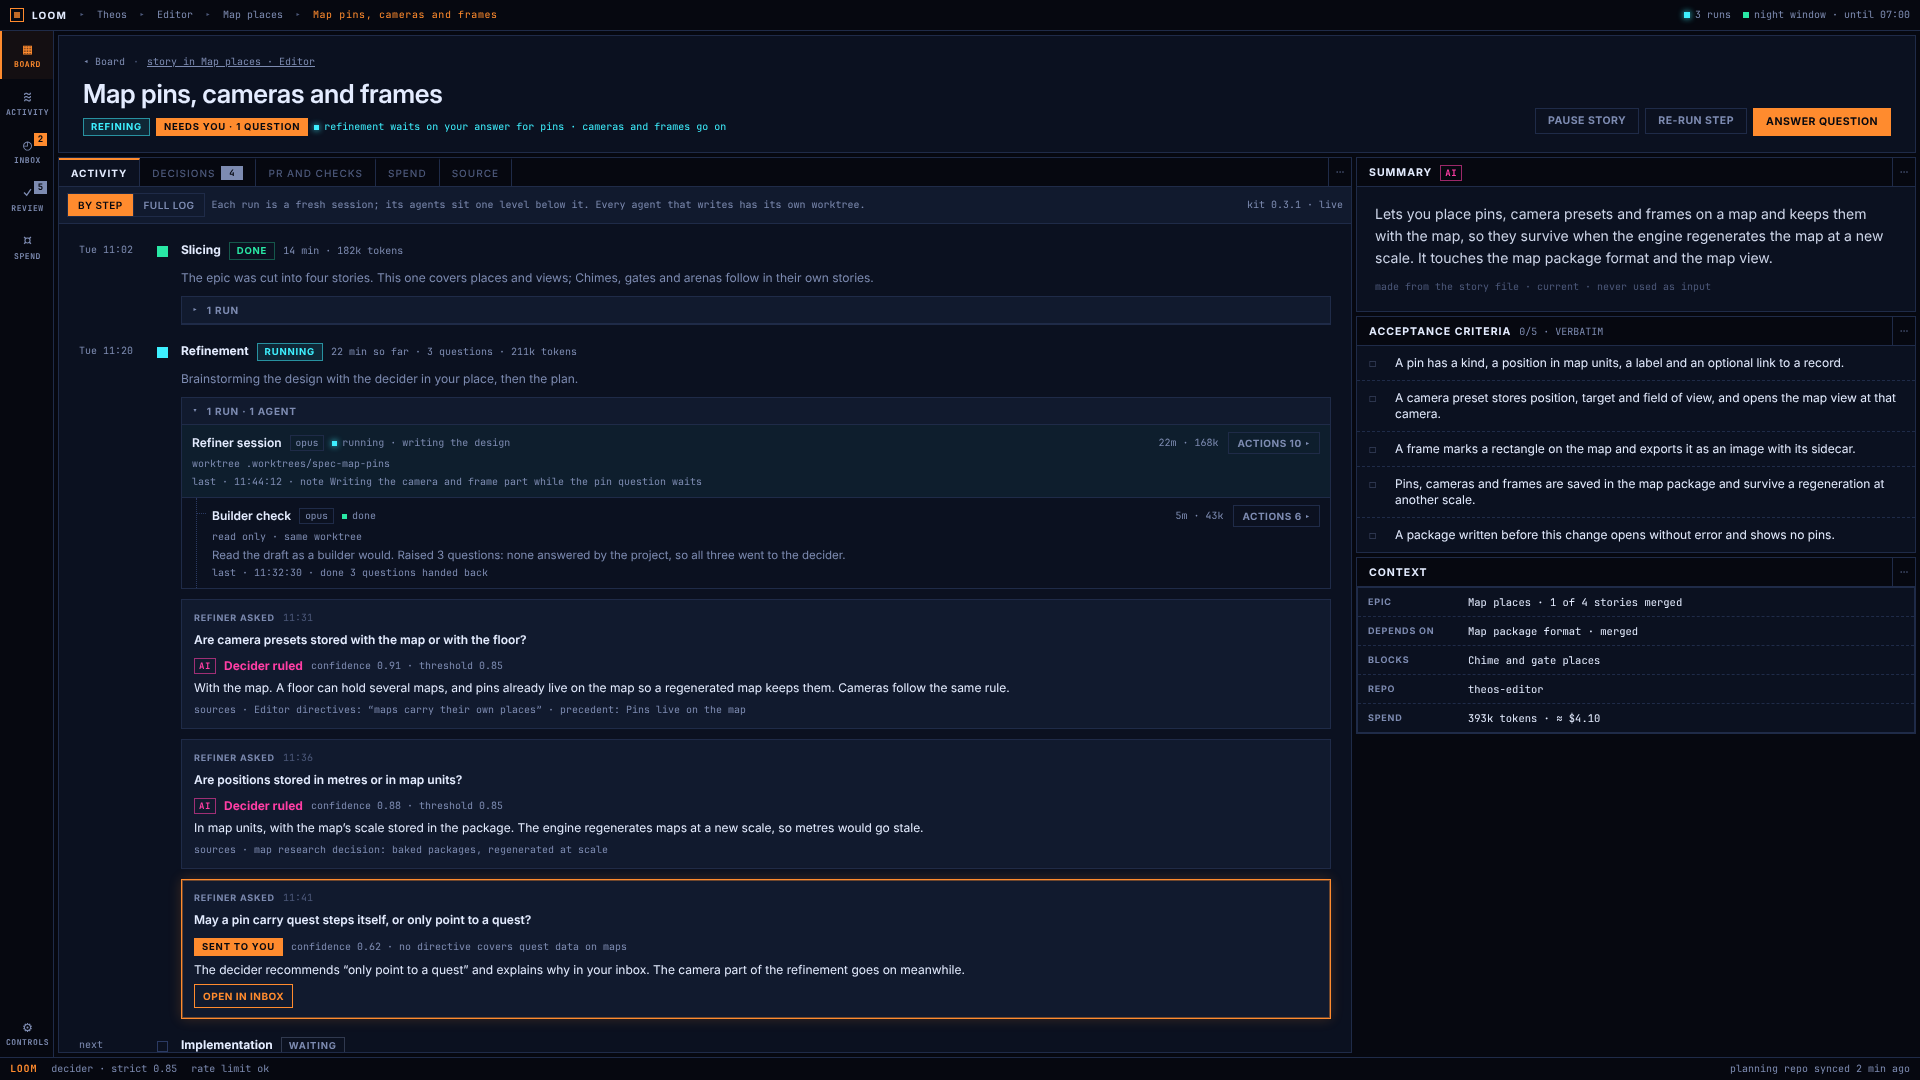 LOOM ▸ Theos ▸ Editor ▸ Map places ▸ Map pins, cameras and frames
3 runs night window · until 07:00
BOARD
ACTIVITY
2
INBOX
5
REVIEW
SPEND
CONTROLS
◂ Board · story in Map places · Editor
Map pins, cameras and frames
REFINING NEEDS YOU · 1 QUESTION refinement waits on your answer for pins · cameras and frames go on
PAUSE STORY RE-RUN STEP ANSWER QUESTION
ACTIVITY DECISIONS 4 PR AND CHECKS SPEND SOURCE ⋯
BY STEP FULL LOG Each run is a fresh session; its agents sit one level below it. Every agent that writes has its own worktree. kit 0.3.1 · live
Tue 11:02 Slicing DONE 14 min · 182k tokens
The epic was cut into four stories. This one covers places and views; Chimes, gates and arenas follow in their own stories.
▸ 1 RUN
Tue 11:20 Refinement RUNNING 22 min so far · 3 questions · 211k tokens
Brainstorming the design with the decider in your place, then the plan.
▾ 1 RUN · 1 AGENT
Refiner session opus running · writing the design 22m · 168k ACTIONS 10 ▸
worktree .worktrees/spec-map-pins
last · 11:44:12 · note Writing the camera and frame part while the pin question waits
Builder check opus done 5m · 43k ACTIONS 6 ▸
read only · same worktree
Read the draft as a builder would. Raised 3 questions: none answered by the project, so all three went to the decider.
last · 11:32:30 · done 3 questions handed back
REFINER ASKED 11:31
Are camera presets stored with the map or with the floor?
AI Decider ruled confidence 0.91 · threshold 0.85
With the map. A floor can hold several maps, and pins already live on the map so a regenerated map keeps them. Cameras follow the same rule.
sources · Editor directives: “maps carry their own places” · precedent: Pins live on the map
REFINER ASKED 11:36
Are positions stored in metres or in map units?
AI Decider ruled confidence 0.88 · threshold 0.85
In map units, with the map’s scale stored in the package. The engine regenerates maps at a new scale, so metres would go stale.
sources · map research decision: baked packages, regenerated at scale
REFINER ASKED 11:41
May a pin carry quest steps itself, or only point to a quest?
SENT TO YOU confidence 0.62 · no directive covers quest data on maps
The decider recommends “only point to a quest” and explains why in your inbox. The camera part of the refinement goes on meanwhile.
OPEN IN INBOX
next Implementation WAITING
SUMMARY AI ⋯
Lets you place pins, camera presets and frames on a map and keeps them
with the map, so they survive when the engine regenerates the map at a new
scale. It touches the map package format and the map view.
made from the story file · current · never used as input
ACCEPTANCE CRITERIA 0/5 · VERBATIM ⋯
A pin has a kind, a position in map units, a label and an optional link to a record.
A camera preset stores position, target and field of view, and opens the map view at that
camera.
A frame marks a rectangle on the map and exports it as an image with its sidecar.
Pins, cameras and frames are saved in the map package and survive a regeneration at
another scale.
A package written before this change opens without error and shows no pins.
CONTEXT ⋯
EPIC Map places · 1 of 4 stories merged
DEPENDS ON Map package format · merged
BLOCKS Chime and gate places
REPO theos-editor
SPEND 393k tokens · ≈ $4.10
LOOM decider · strict 0.85 rate limit ok planning repo synced 2 min ago